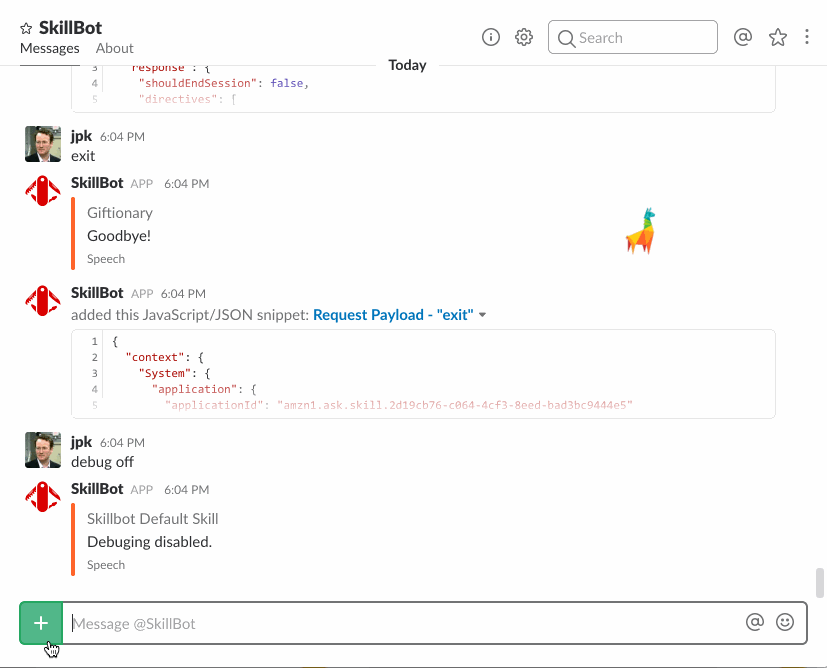 SkillBot
Messages About
Search
Today
3 "response": {
4 "shouldEndSession": false,
5 "directives": [
jpk 6:04 PM
exit
SkillBot APP 6:04 PM
Giftionary
Goodbye!
Speech
SkillBot APP 6:04 PM
added this JavaScript/JSON snippet: Request Payload - "exit"
1 {
2 "context": {
3 "System": {
4 "application": {
5 "applicationId": "amzn1.ask.skill.2d19cb76-c064-4cf3-8eed-bad3bc9444e5"
jpk 6:04 PM
debug off
SkillBot APP 6:04 PM
Skillbot Default Skill
Debuging disabled.
Speech
+ Message @SkillBot @